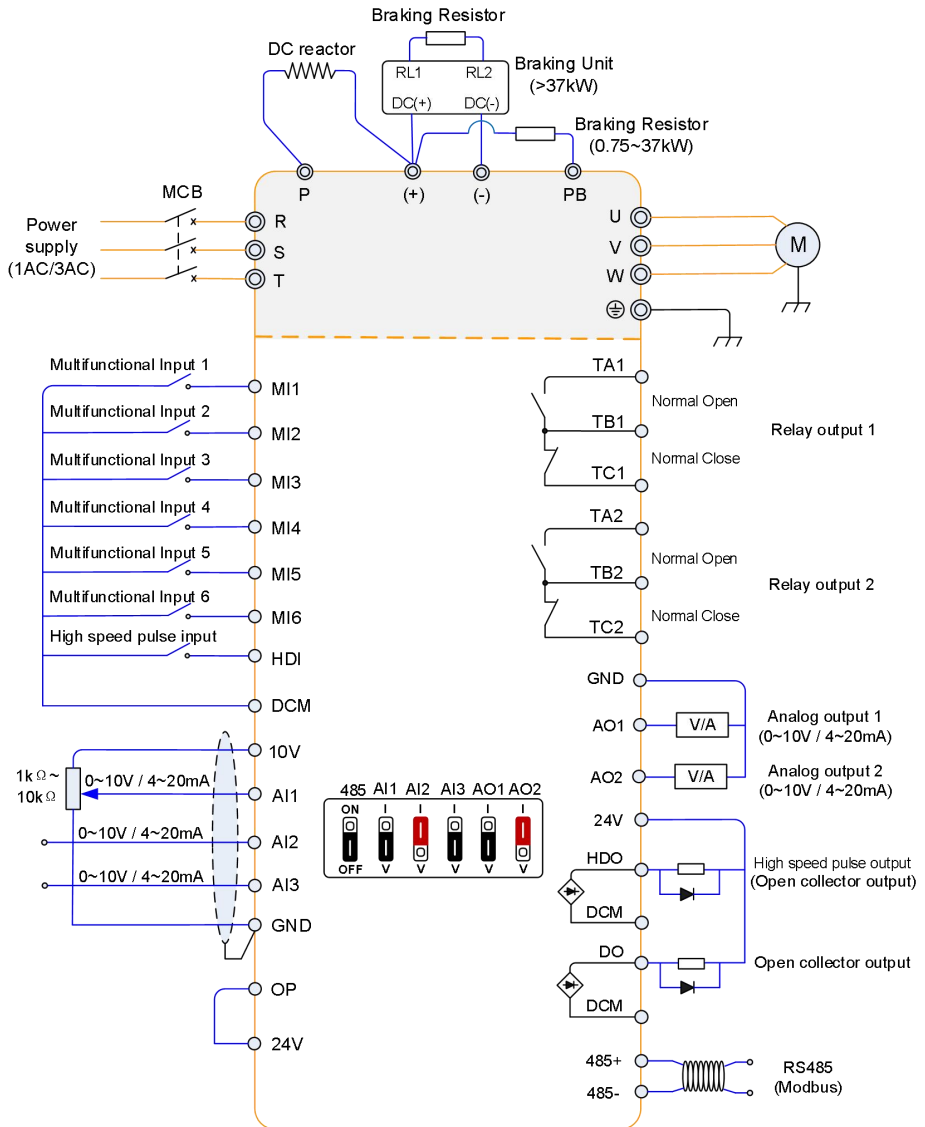 Braking Resistor
DC reactor
RL1 RL2
DC(+) DC(-)
Braking Unit
(>37kW)
Braking Resistor
(0.75~37kW)
P (+) (-) PB
MCB
Power
supply
(1AC/3AC)
R
S
T
U
V
W
M
Multifunctional Input 1
MI1
Multifunctional Input 2
MI2
Multifunctional Input 3
MI3
Multifunctional Input 4
MI4
Multifunctional Input 5
MI5
Multifunctional Input 6
MI6
High speed pulse input
HDI
DCM
10V
1kΩ~
10kΩ
0~10V / 4~20mA
AI1
0~10V / 4~20mA
AI2
0~10V / 4~20mA
AI3
GND
OP
24V
485 AI1 AI2 AI3 AO1 AO2
ON I I I I I
OFF V V V V V
TA1
Normal Open
TB1
Relay output 1
Normal Close
TC1
TA2
Normal Open
TB2
Relay output 2
Normal Close
TC2
GND
AO1
V/A
Analog output 1
(0~10V / 4~20mA)
AO2
V/A
Analog output 2
(0~10V / 4~20mA)
24V
HDO
High speed pulse output
(Open collector output)
DCM
DO
Open collector output
DCM
485+
485-
RS485
(Modbus)